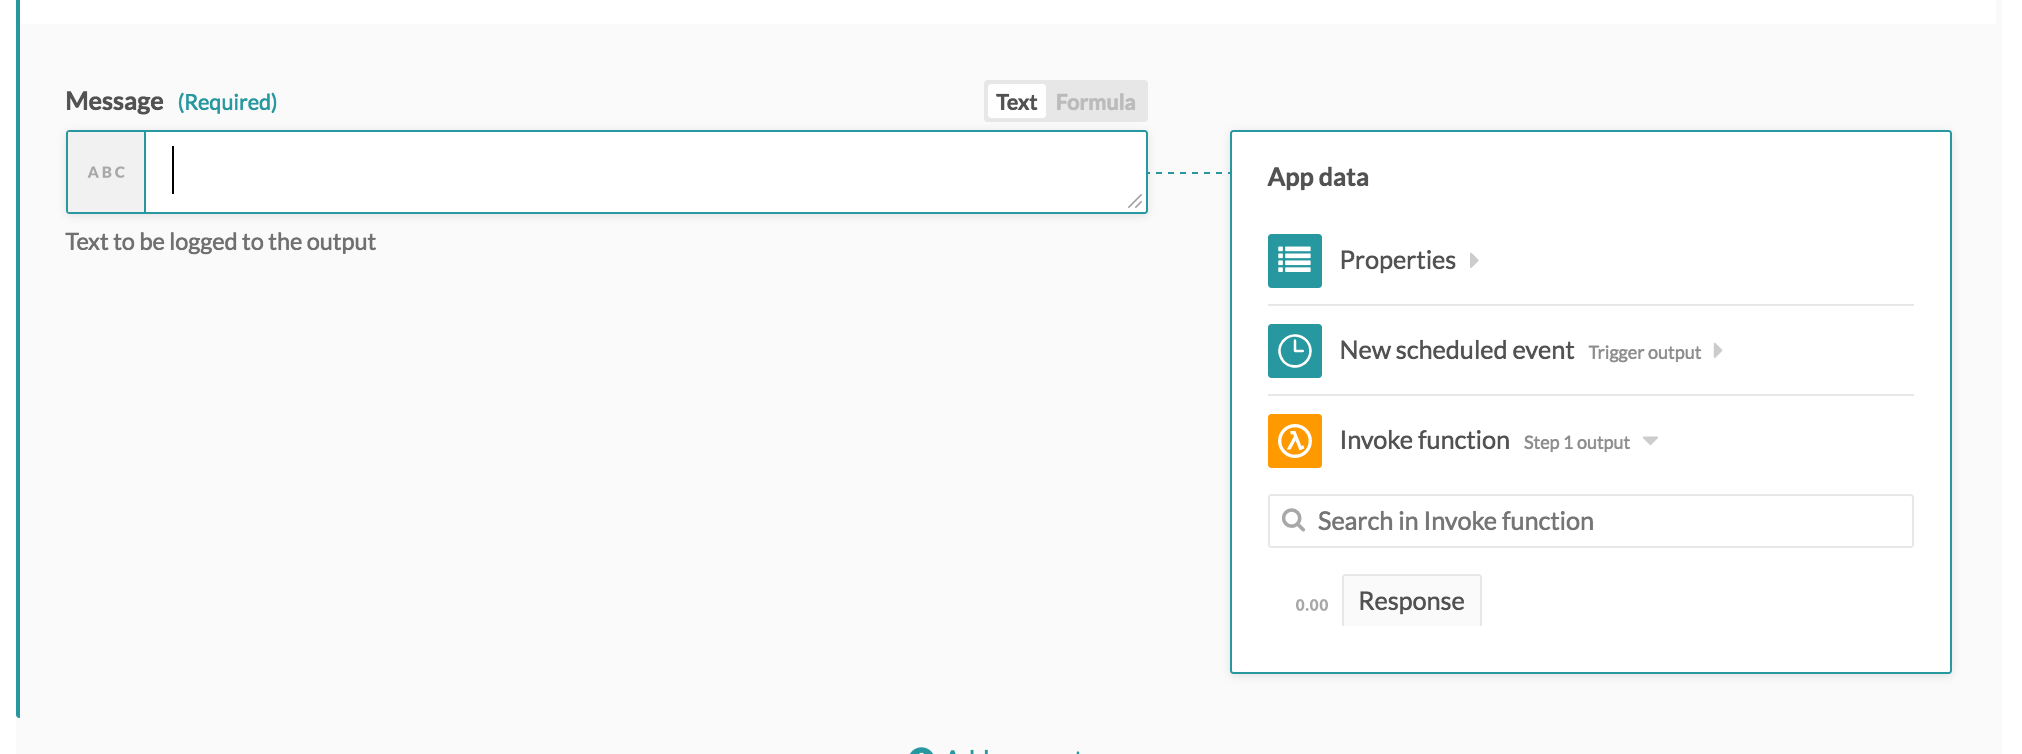 Message (Required)
Text Formula
ABC
Text to be logged to the output
App data
Properties
New scheduled event Trigger output
Invoke function Step 1 output
Search in Invoke function
0.00 Response